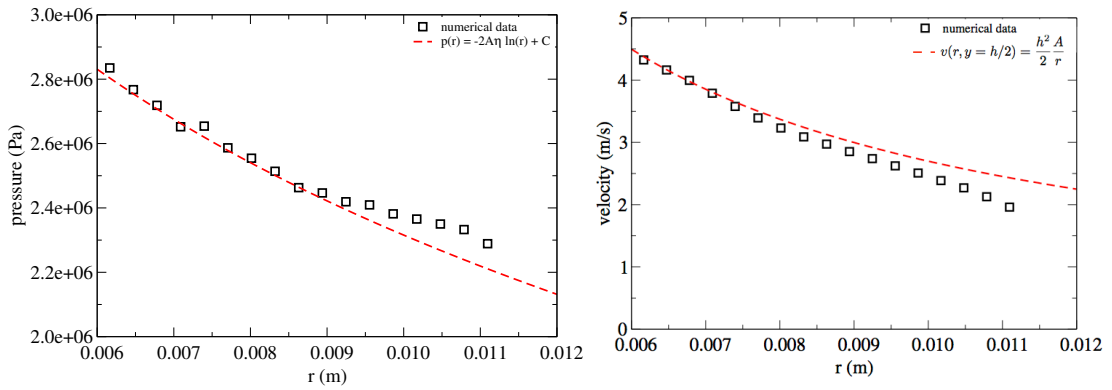 3.0e+06
numerical data
p(r) = -2Aη ln(r) + C
2.8e+06
2.6e+06
2.4e+06
2.2e+06
2.0e+06
pressure (Pa)
0.006 0.007 0.008 0.009 0.010 0.011 0.012
r (m)
5
numerical data
v(r, y = h/2) = h²/2 A/r
4
3
2
1
0
velocity (m/s)
0.006 0.007 0.008 0.009 0.010 0.011 0.012
r (m)